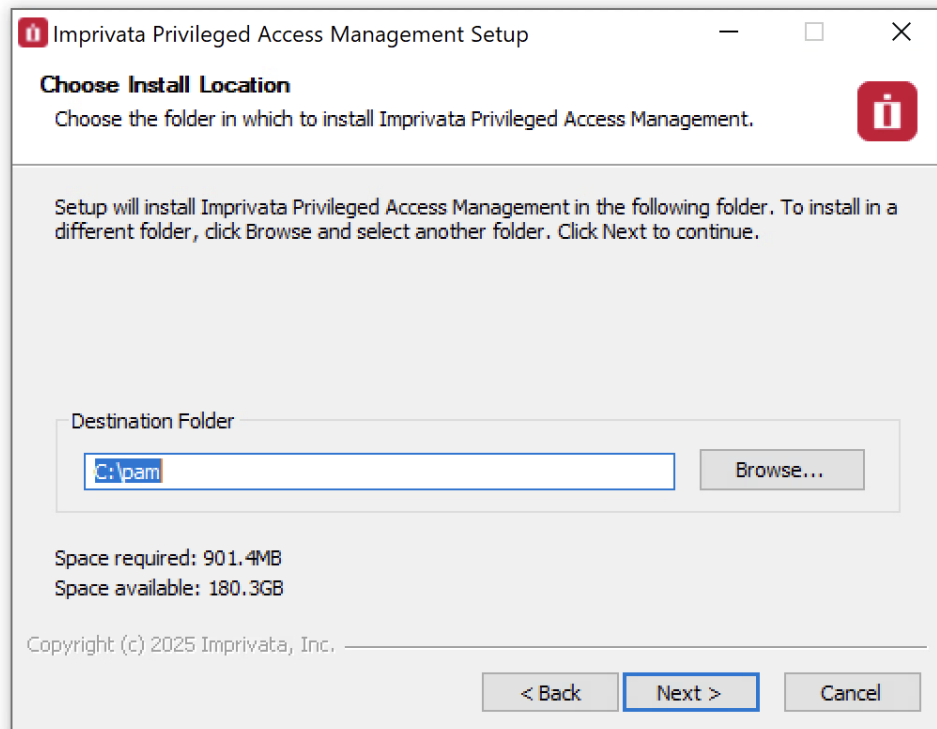 Imprivata Privileged Access Management Setup
Choose Install Location
Choose the folder in which to install Imprivata Privileged Access Management.
Setup will install Imprivata Privileged Access Management in the following folder. To install in a
different folder, click Browse and select another folder. Click Next to continue.
Destination Folder
C:\pam
Browse...
Space required: 901.4MB
Space available: 180.3GB
Copyright (c) 2025 Imprivata, Inc.
< Back
Next >
Cancel